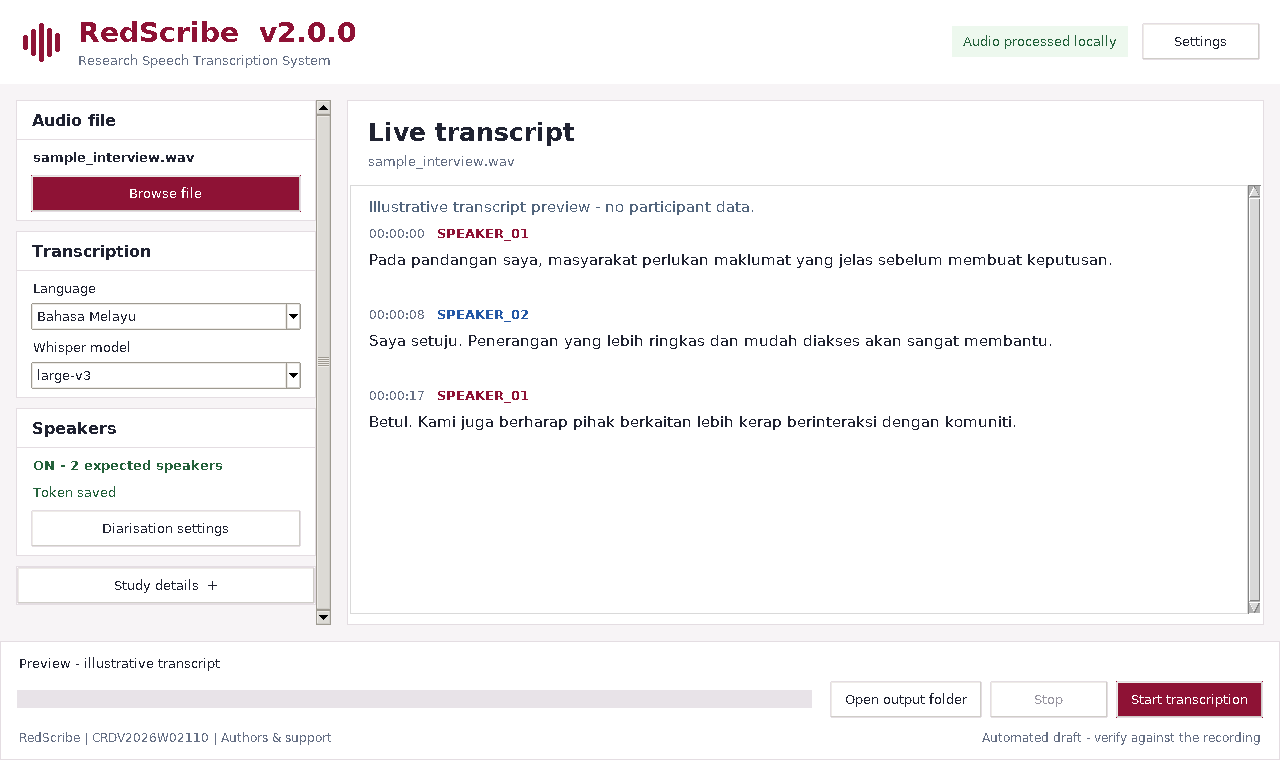 RedScribe v2.0.0
Research Speech Transcription System
Audio processed locally
Settings
Audio file
sample_interview.wav
Browse file
Transcription
Language
Bahasa Melayu
Whisper model
large-v3
Speakers
ON - 2 expected speakers
Token saved
Diarisation settings
Study details +
Live transcript
sample_interview.wav
Illustrative transcript preview - no participant data.
00:00:00 SPEAKER_01
Pada pandangan saya, masyarakat perlukan maklumat yang jelas sebelum membuat keputusan.
00:00:08 SPEAKER_02
Saya setuju. Penerangan yang lebih ringkas dan mudah diakses akan sangat membantu.
00:00:17 SPEAKER_01
Betul. Kami juga berharap pihak berkaitan lebih kerap berinteraksi dengan komuniti.
Preview - illustrative transcript
Open output folder
Stop
Start transcription
RedScribe | CRDV2026W02110 | Authors & support
Automated draft - verify against the recording